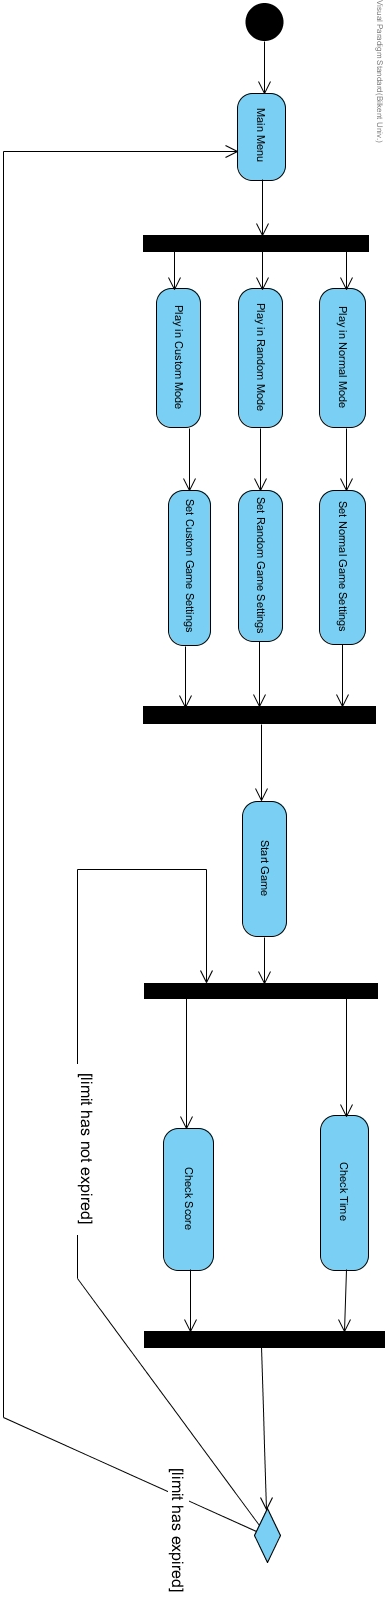 Visual Paradigm Standard(Bilkent Univ.)
Main Menu
Play in Normal Mode
Play in Random Mode
Play in Custom Mode
Set Normal Game Settings
Set Random Game Settings
Set Custom Game Settings
Start Game
Check Time
Check Score
[limit has not expired]
[limit has expired]